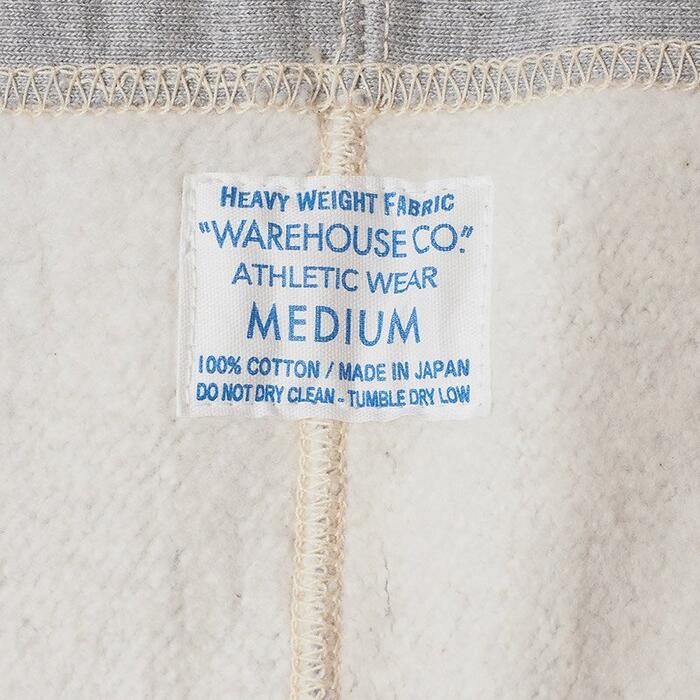 HEAVY WEIGHT FABRIC
"WAREHOUSE CO."
ATHLETIC WEAR
MEDIUM
100% COTTON / MADE IN JAPAN
DO NOT DRY CLEAN - TUMBLE DRY LOW